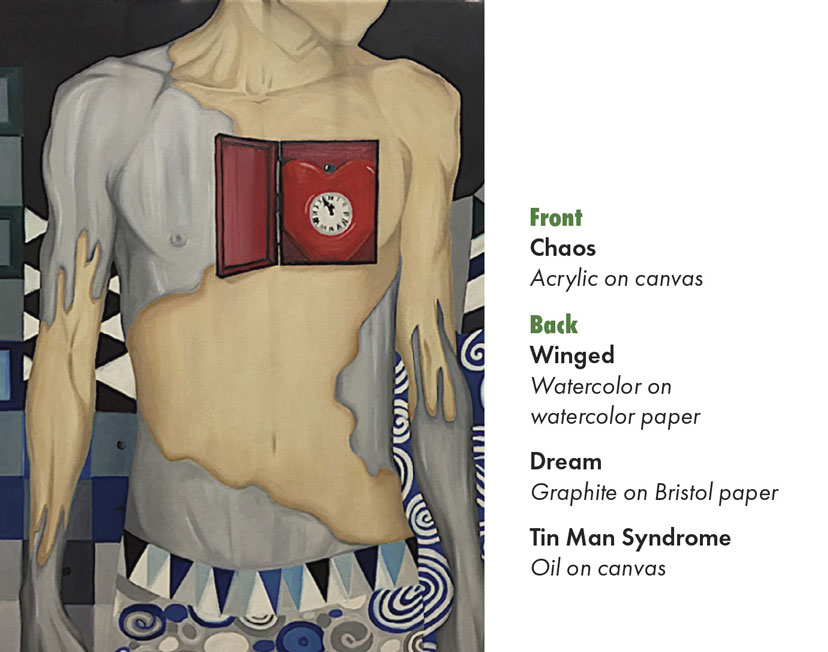 Front
Chaos
Acrylic on canvas
Back
Winged
Watercolor on
watercolor paper
Dream
Graphite on Bristol paper
Tin Man Syndrome
Oil on canvas